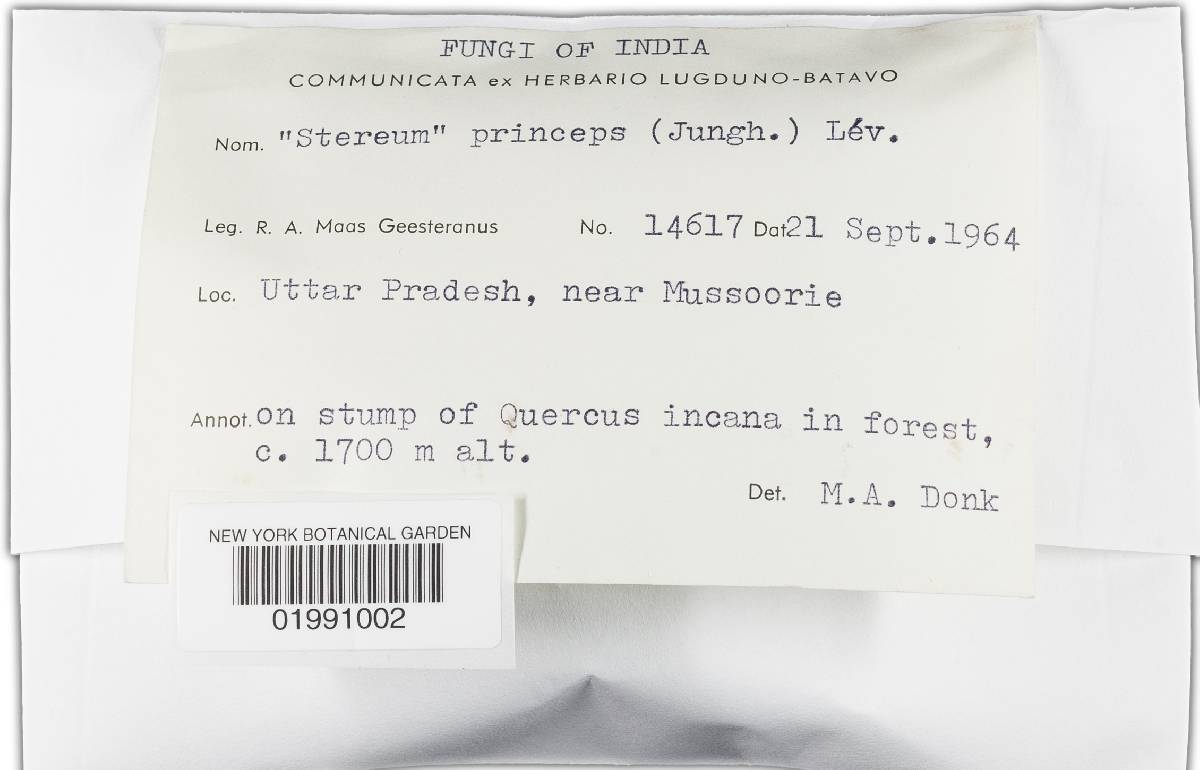 FUNGI OF INDIA
COMMUNICATA ex HERBARIO LUGDUNO-BATAVO
Nom. "Stereum" princeps (Jungh.) Lév.
Leg. R. A. Maas Geesteranus No. 14617 Dat 21 Sept. 1964
Loc. Uttar Pradesh, near Mussoorie
Annot. on stump of Quercus incana in forest,
c. 1700 m alt.
Det. M.A. Donk
NEW YORK BOTANICAL GARDEN
01991002